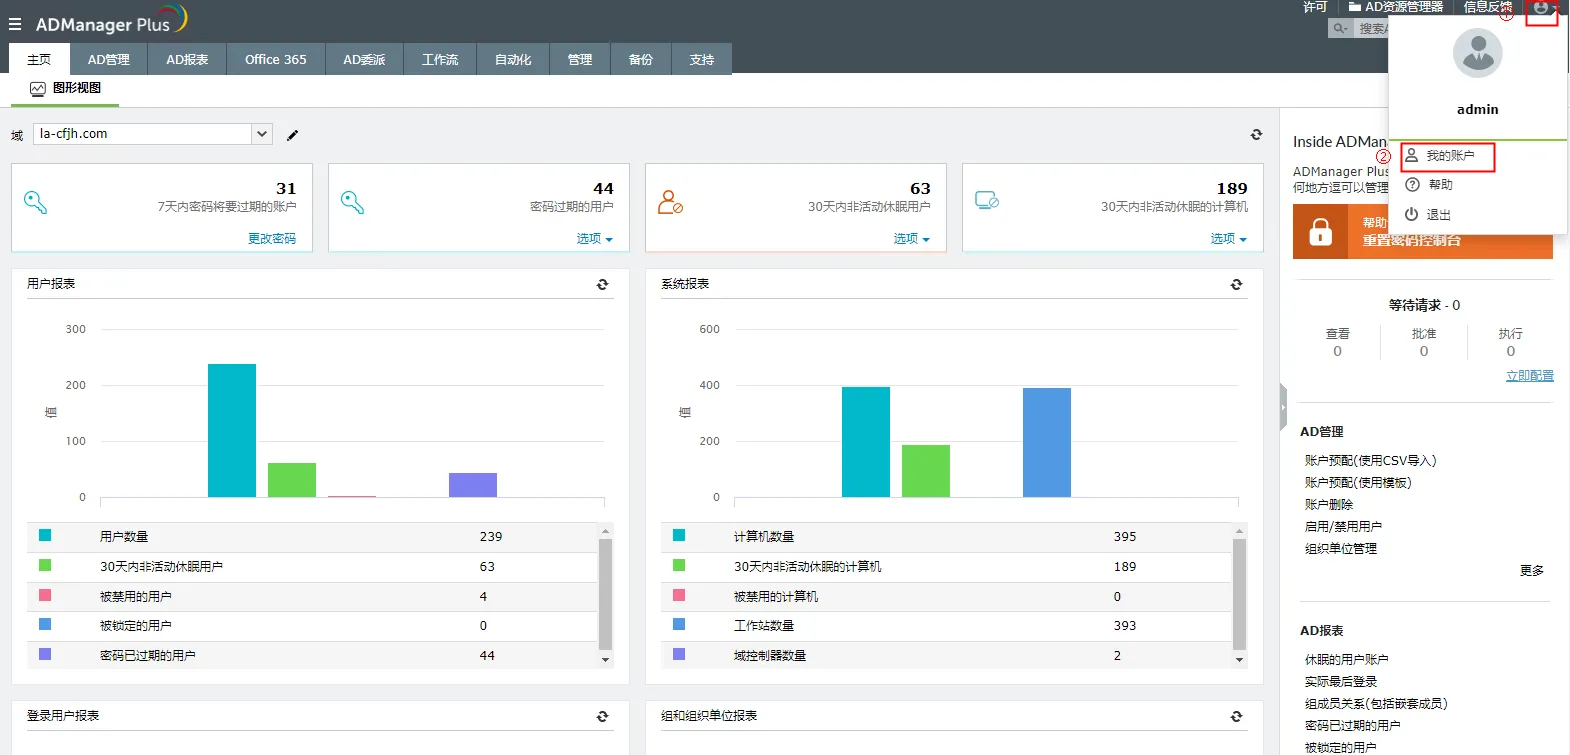 许可 AD资源管理器 信息反馈 ①
ADManager Plus
搜索A
主页 AD管理 AD报表 Office 365 AD委派 工作流 自动化 管理 备份 支持
图形视图
admin
② 我的账户
帮助
退出
域 la-cfjh.com
31
7天内密码将要过期的账户
更改密码
44
密码过期的用户
选项
63
30天内非活动休眠用户
选项
189
30天内非活动休眠的计算机
选项
Inside ADMana
ADManager Plus
何地方逗可以管理
帮助
重置密码控制台
用户报表
300
200
100
0
值
用户数量 239
30天内非活动休眠用户 63
被禁用的用户 4
被锁定的用户 0
密码已过期的用户 44
系统报表
600
400
200
0
值
计算机数量 395
30天内非活动休眠的计算机 189
被禁用的计算机 0
工作站数量 393
域控制器数量 2
登录用户报表
组和组织单位报表
等待请求 - 0
查看 批准 执行
0 0 0
立即配置
AD管理
账户预配(使用CSV导入)
账户预配(使用模板)
账户删除
启用/禁用用户
组织单位管理
更多
AD报表
休眠的用户账户
实际最后登录
组成员关系(包括嵌套成员)
密码已过期的用户
被锁定的用户